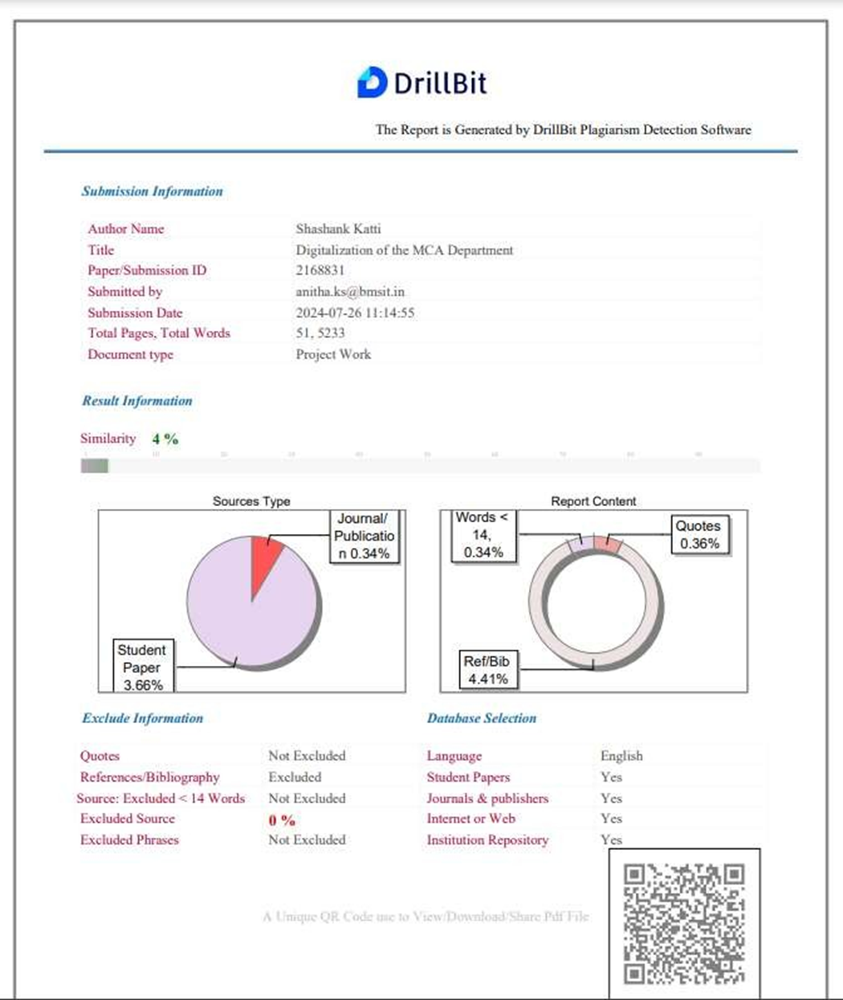 DrillBit
The Report is Generated by DrillBit Plagiarism Detection Software
Submission Information
Author Name Shashank Katti
Title Digitalization of the MCA Department
Paper/Submission ID 2168831
Submitted by anitha.ks@bmsit.in
Submission Date 2024-07-26 11:14:55
Total Pages, Total Words 51, 5233
Document type Project Work
Result Information
Similarity 4 %
Sources Type
Journal/
Publicatio
n 0.34%
Student
Paper
3.66%
Report Content
Words <
14,
0.34%
Quotes
0.36%
Ref/Bib
4.41%
Exclude Information
Quotes Not Excluded
References/Bibliography Excluded
Source: Excluded < 14 Words Not Excluded
Excluded Source 0 %
Excluded Phrases Not Excluded
Database Selection
Language English
Student Papers Yes
Journals & publishers Yes
Internet or Web Yes
Institution Repository Yes
A Unique QR Code use to View/Download/Share Pdf File